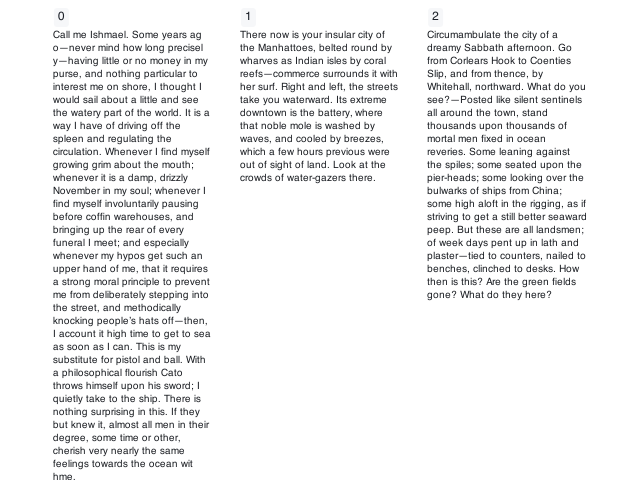 0
Call me Ishmael. Some years ag
o—never mind how long precisel
y—having little or no money in my
purse, and nothing particular to
interest me on shore, I thought I
would sail about a little and see
the watery part of the world. It is a
way I have of driving off the
spleen and regulating the
circulation. Whenever I find myself
growing grim about the mouth;
whenever it is a damp, drizzly
November in my soul; whenever I
find myself involuntarily pausing
before coffin warehouses, and
bringing up the rear of every
funeral I meet; and especially
whenever my hypos get such an
upper hand of me, that it requires
a strong moral principle to prevent
me from deliberately stepping into
the street, and methodically
knocking people's hats off—then,
I account it high time to get to sea
as soon as I can. This is my
substitute for pistol and ball. With
a philosophical flourish Cato
throws himself upon his sword; I
quietly take to the ship. There is
nothing surprising in this. If they
but knew it, almost all men in their
degree, some time or other,
cherish very nearly the same
feelings towards the ocean wit
hme.
1
There now is your insular city of
the Manhattoes, belted round by
wharves as Indian isles by coral
reefs—commerce surrounds it with
her surf. Right and left, the streets
take you waterward. Its extreme
downtown is the battery, where
that noble mole is washed by
waves, and cooled by breezes,
which a few hours previous were
out of sight of land. Look at the
crowds of water-gazers there.
2
Circumambulate the city of a
dreamy Sabbath afternoon. Go
from Corlears Hook to Coenties
Slip, and from thence, by
Whitehall, northward. What do you
see?—Posted like silent sentinels
all around the town, stand
thousands upon thousands of
mortal men fixed in ocean
reveries. Some leaning against
the spiles; some seated upon the
pier-heads; some looking over the
bulwarks of ships from China;
some high aloft in the rigging, as if
striving to get a still better seaward
peep. But these are all landsmen;
of week days pent up in lath and
plaster—tied to counters, nailed to
benches, clinched to desks. How
then is this? Are the green fields
gone? What do they here?